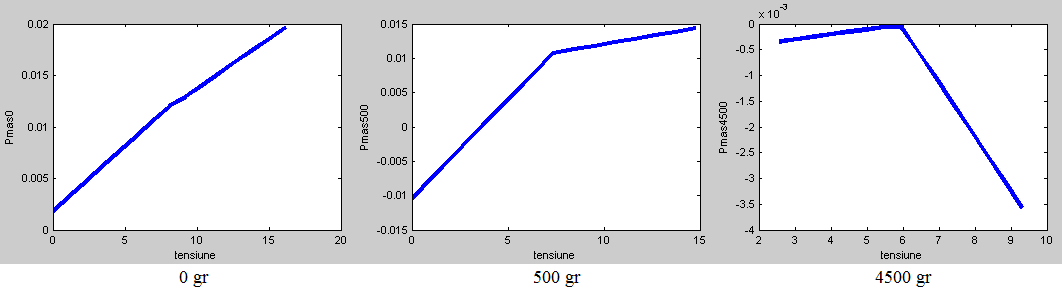 0.02
0.015
0.01
0.005
0
0 5 10 15 20
Pmas0
tensiune
0 gr
0.015
0.01
0.005
0
-0.005
-0.01
-0.015
0 5 10 15
Pmas500
tensiune
500 gr
x 10⁻³
0
-0.5
-1
-1.5
-2
-2.5
-3
-3.5
-4
2 3 4 5 6 7 8 9 10
Pmas4500
tensiune
4500 gr